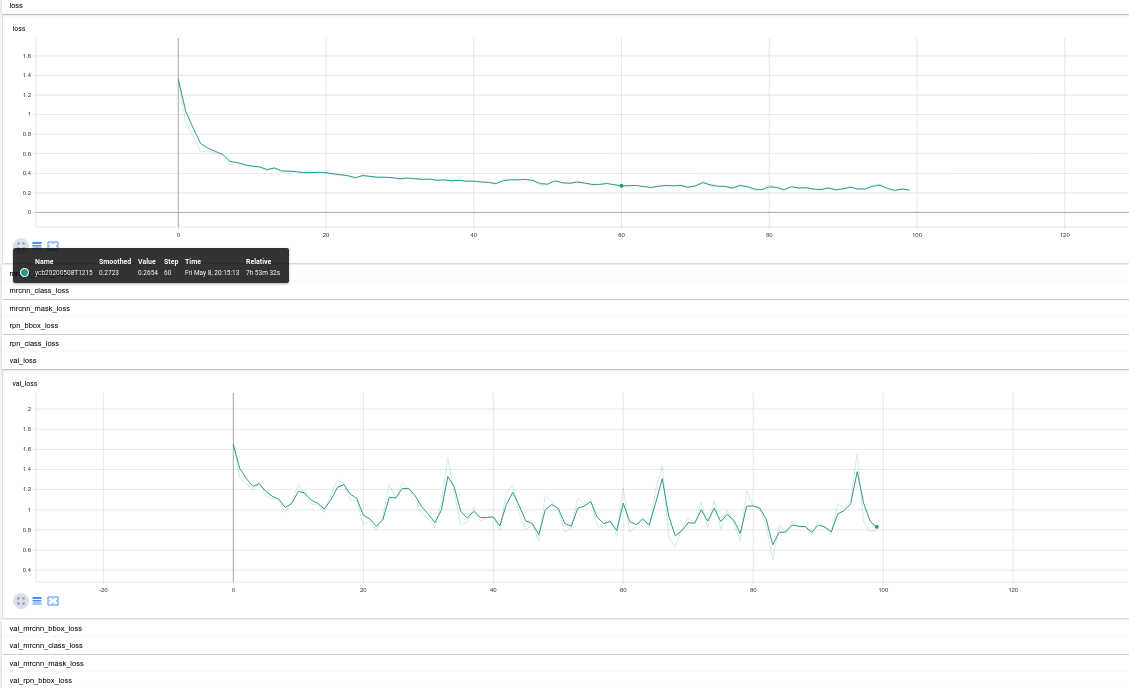 loss
loss
1.6
1.4
1.2
1
0.8
0.6
0.4
0.2
0
0 20 40 60 80 100 120
Name Smoothed Value Step Time Relative
ycb20200508T1215 0.2723 0.2654 60 Fri May 8, 20:15:13 7h 53m 32s
mrcnn_class_loss
mrcnn_mask_loss
rpn_bbox_loss
rpn_class_loss
val_loss
val_loss
2
1.8
1.6
1.4
1.2
1
0.8
0.6
0.4
-20 0 20 40 60 80 100 120
val_mrcnn_bbox_loss
val_mrcnn_class_loss
val_mrcnn_mask_loss
val_rpn_bbox_loss